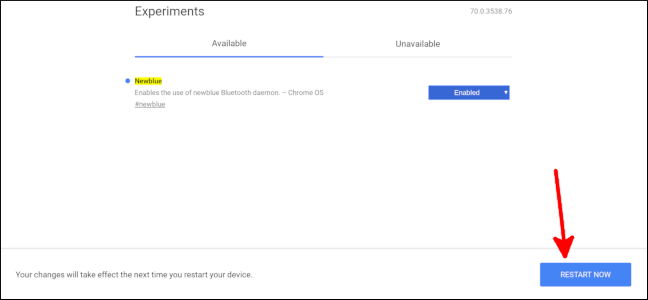 Experiments
70.0.3538.76
Available
Unavailable
Newblue
Enables the use of newblue Bluetooth daemon. – Chrome OS
#newblue
Enabled
Your changes will take effect the next time you restart your device.
RESTART NOW